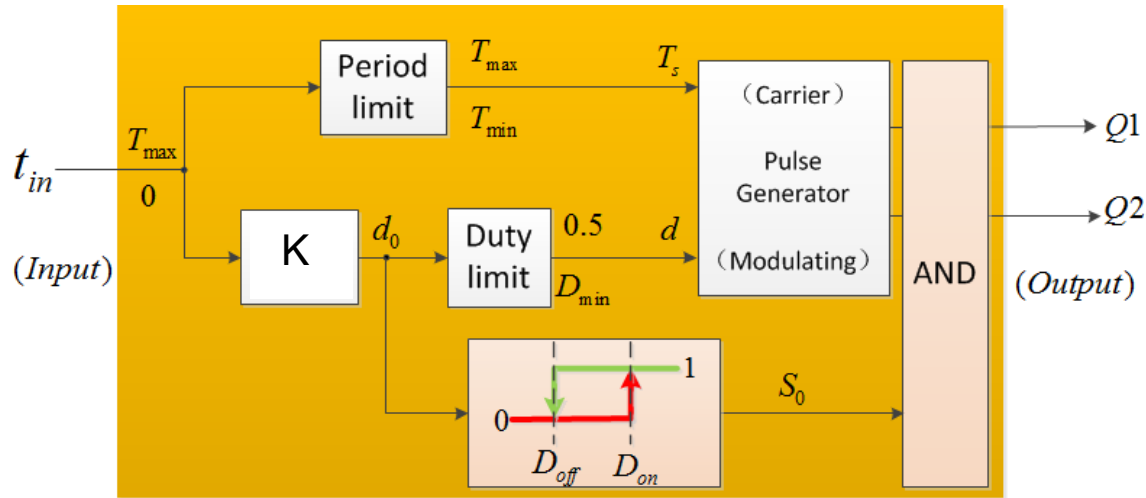 Period
limit
T_max
T_min
T_s
（Carrier）
Pulse
Generator
（Modulating）
AND
Q1
Q2
(Output)
t_in
T_max
0
(Input)
K
d_0
Duty
limit
0.5
D_min
d
0
1
D_off
D_on
S_0